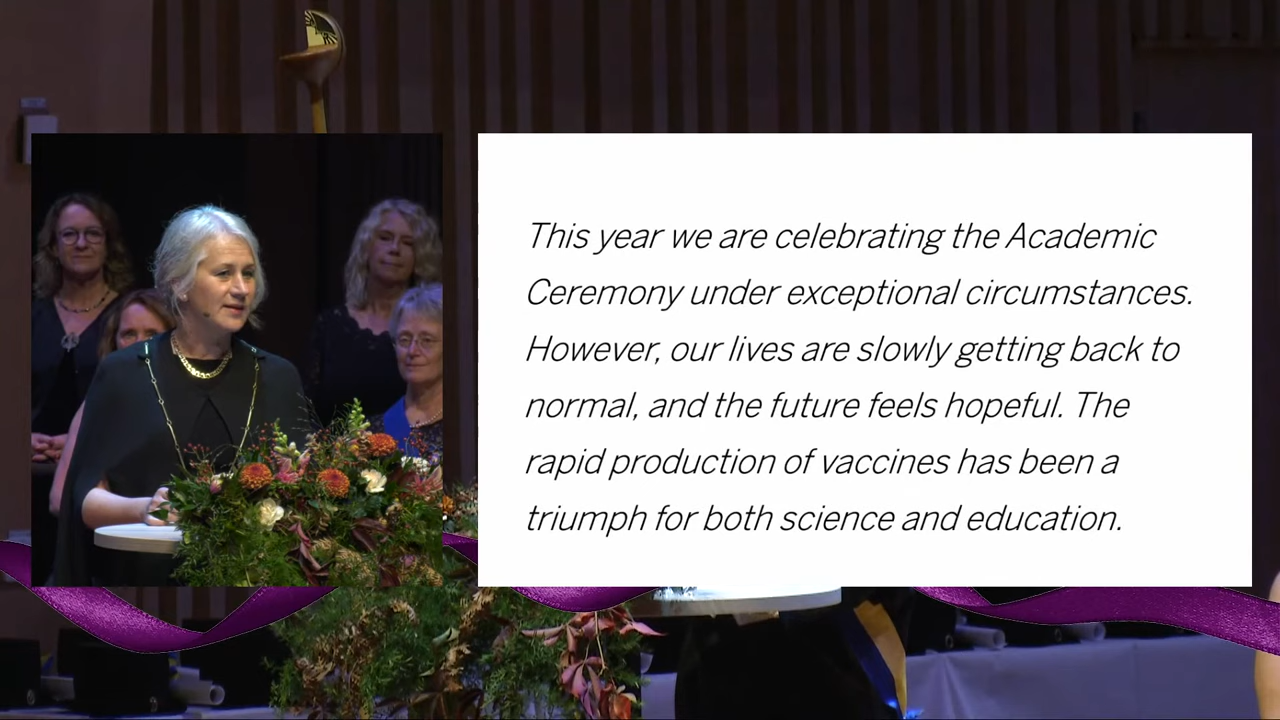 This year we are celebrating the Academic
Ceremony under exceptional circumstances.
However, our lives are slowly getting back to
normal, and the future feels hopeful. The
rapid production of vaccines has been a
triumph for both science and education.